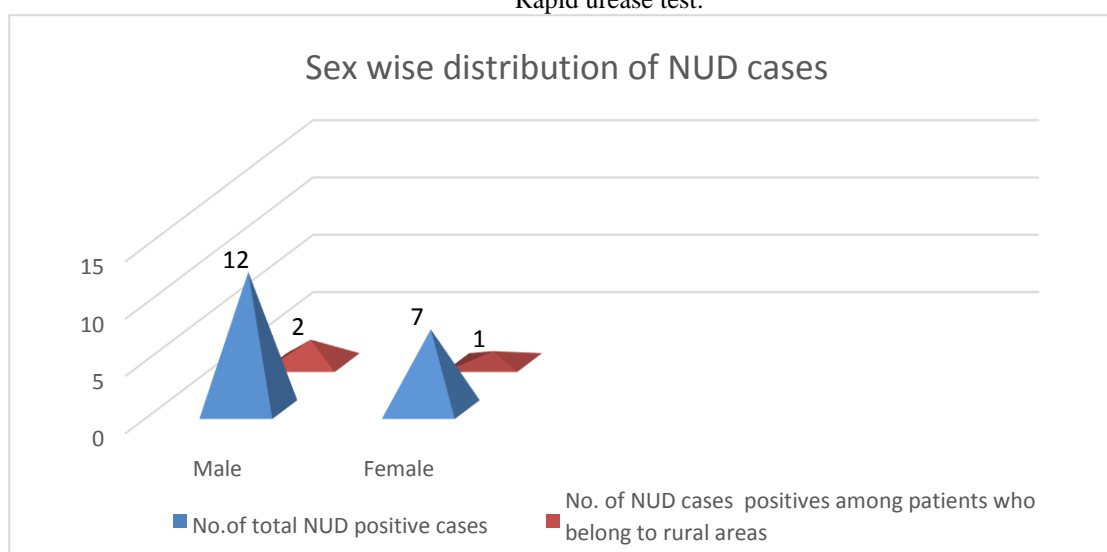 Rapid urease test.
Sex wise distribution of NUD cases
15
10
5
0
12
2
7
1
Male Female
No.of total NUD positive cases
No. of NUD cases positives among patients who
belong to rural areas